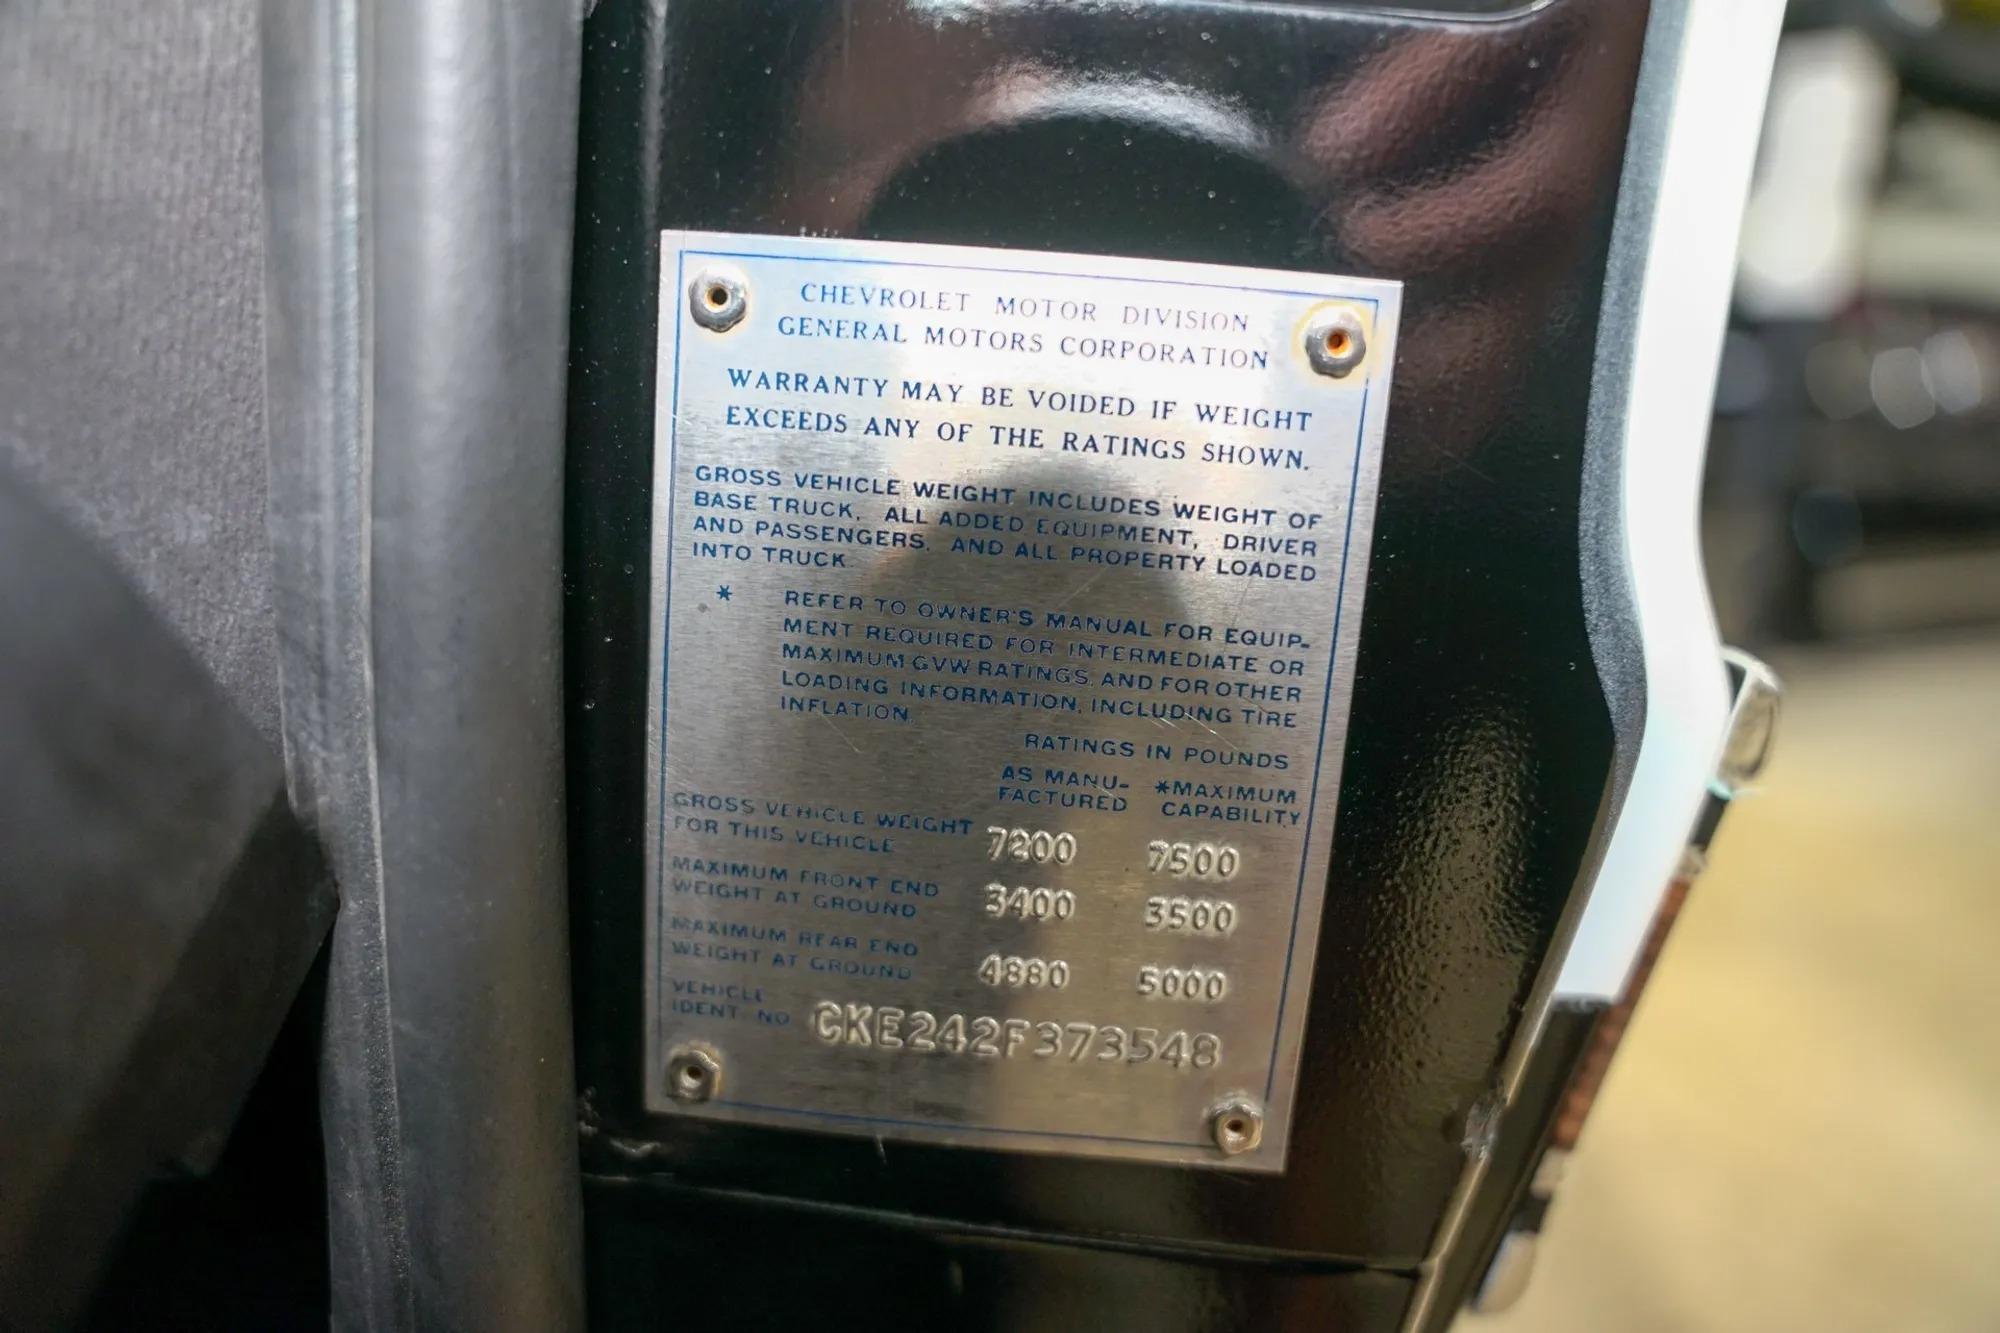 CHEVROLET MOTOR DIVISION
GENERAL MOTORS CORPORATION
WARRANTY MAY BE VOIDED IF WEIGHT
EXCEEDS ANY OF THE RATINGS SHOWN.
GROSS VEHICLE WEIGHT INCLUDES WEIGHT OF
BASE TRUCK, ALL ADDED EQUIPMENT, DRIVER
AND PASSENGERS, AND ALL PROPERTY LOADED
INTO TRUCK
* REFER TO OWNER'S MANUAL FOR EQUIP-
MENT REQUIRED FOR INTERMEDIATE OR
MAXIMUM GVW RATINGS, AND FOR OTHER
LOADING INFORMATION, INCLUDING TIRE
INFLATION.
RATINGS IN POUNDS
AS MANU- *MAXIMUM
FACTURED CAPABILITY
GROSS VEHICLE WEIGHT
FOR THIS VEHICLE 7200 7500
MAXIMUM FRONT END
WEIGHT AT GROUND 3400 3500
MAXIMUM REAR END
WEIGHT AT GROUND 4880 5000
VEHICLE
IDENT. NO. CKE242F373548